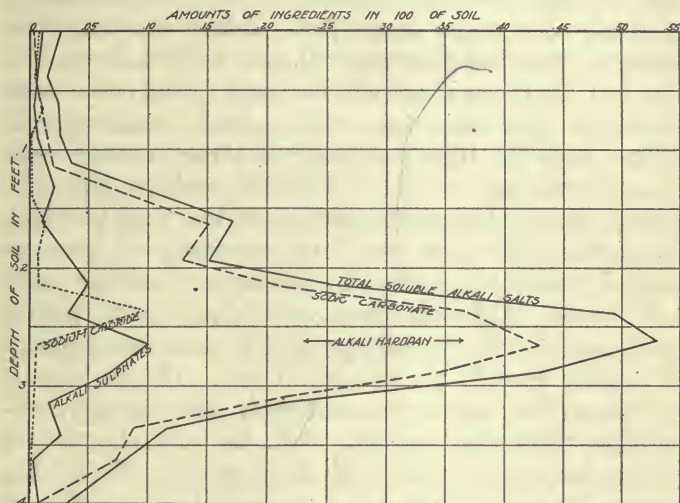 AMOUNTS OF INGREDIENTS IN 100 OF SOIL
0 .05 .10 .15 .20 .25 .30 .35 .40 .45 .50 .55
DEPTH OF SOIL IN FEET.
1
2
3
4
TOTAL SOLUBLE ALKALI SALTS
SODIC CARBONATE
SODIUM CHLORIDE
ALKALI HARDPAN
ALKALI SULPHATES